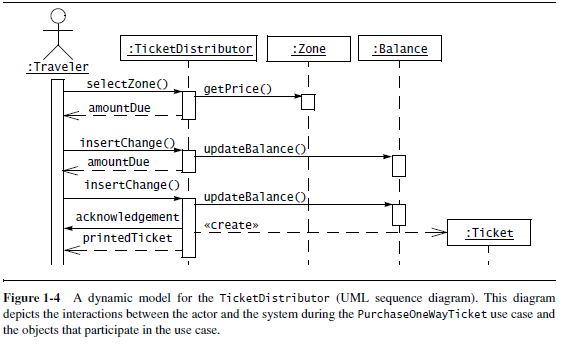 :TicketDistributor :Zone :Balance
:Traveler
selectZone()
getPrice()
amountDue
insertChange()
updateBalance()
amountDue
insertChange()
updateBalance()
acknowledgement
«create»
:Ticket
printedTicket
Figure 1-4 A dynamic model for the TicketDistributor (UML sequence diagram). This diagram
depicts the interactions between the actor and the system during the PurchaseOneWayTicket use case and
the objects that participate in the use case.